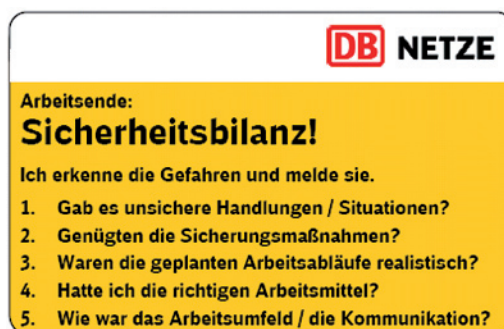 DB NETZE
Arbeitsende:
Sicherheitsbilanz!
Ich erkenne die Gefahren und melde sie.
1. Gab es unsichere Handlungen / Situationen?
2. Genügten die Sicherungsmaßnahmen?
3. Waren die geplanten Arbeitsabläufe realistisch?
4. Hatte ich die richtigen Arbeitsmittel?
5. Wie war das Arbeitsumfeld / die Kommunikation?